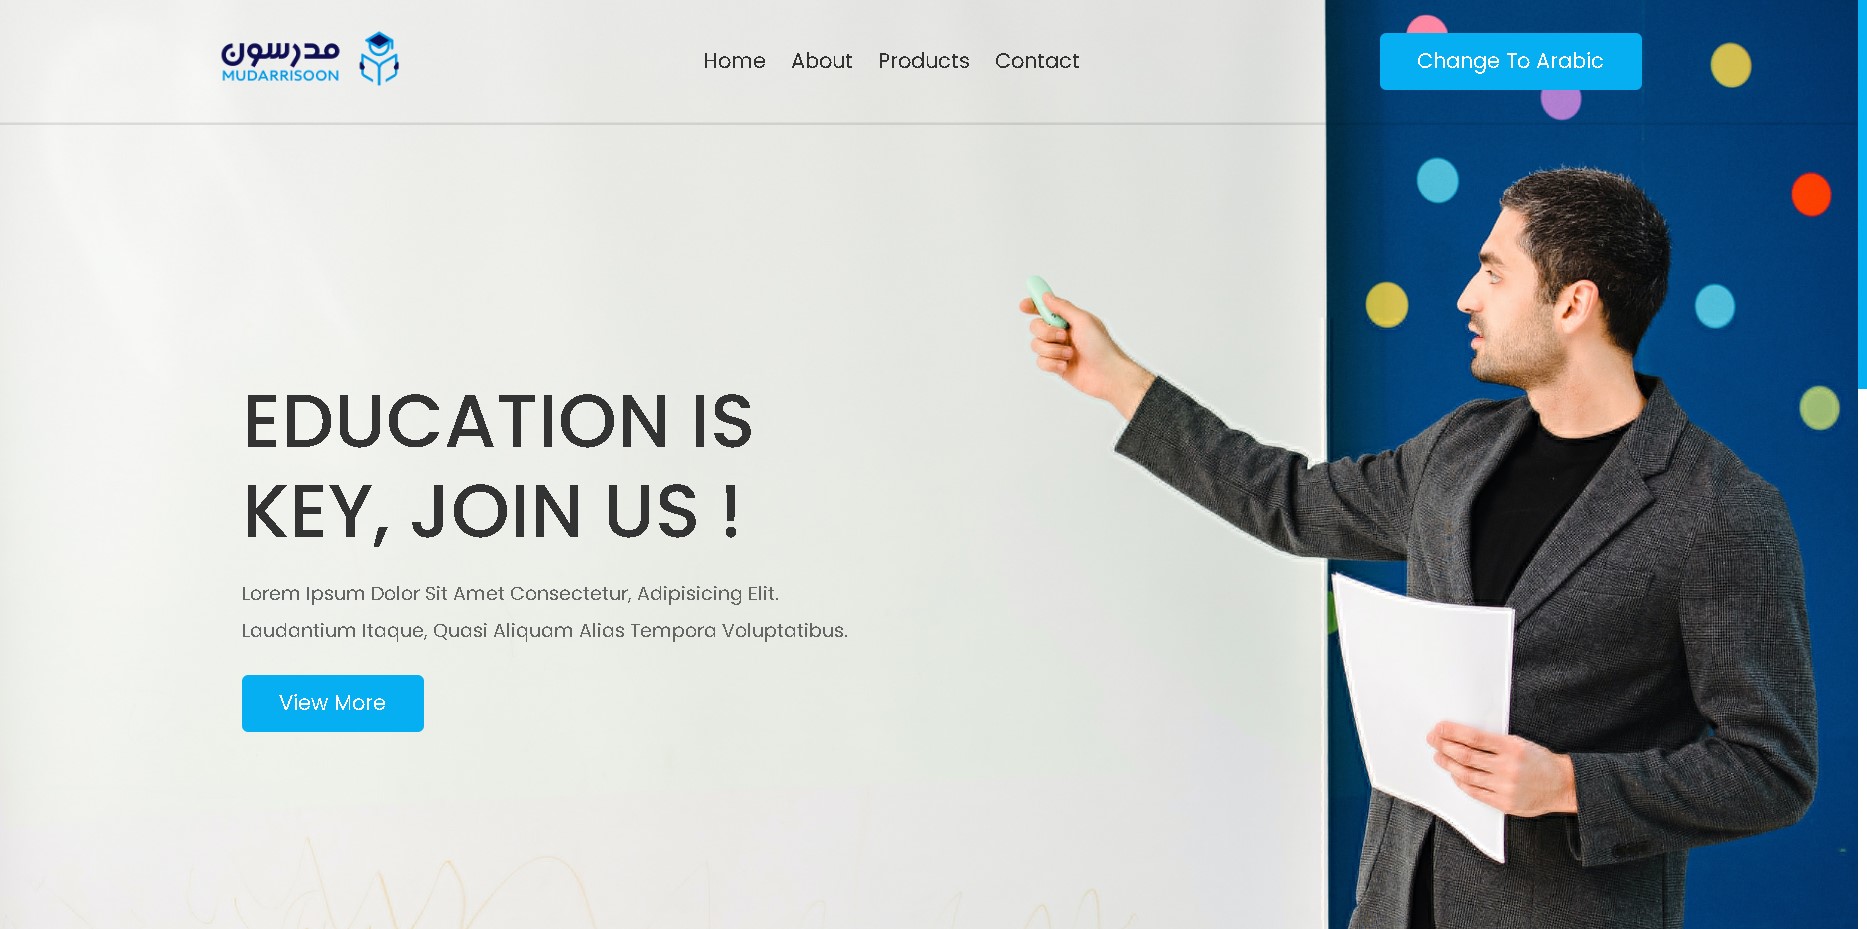 مدرسون
MUDARRISOON
Home About Products Contact
Change To Arabic
EDUCATION IS
KEY, JOIN US !
Lorem Ipsum Dolor Sit Amet Consectetur, Adipisicing Elit.
Laudantium Itaque, Quasi Aliquam Alias Tempora Voluptatibus.
View More